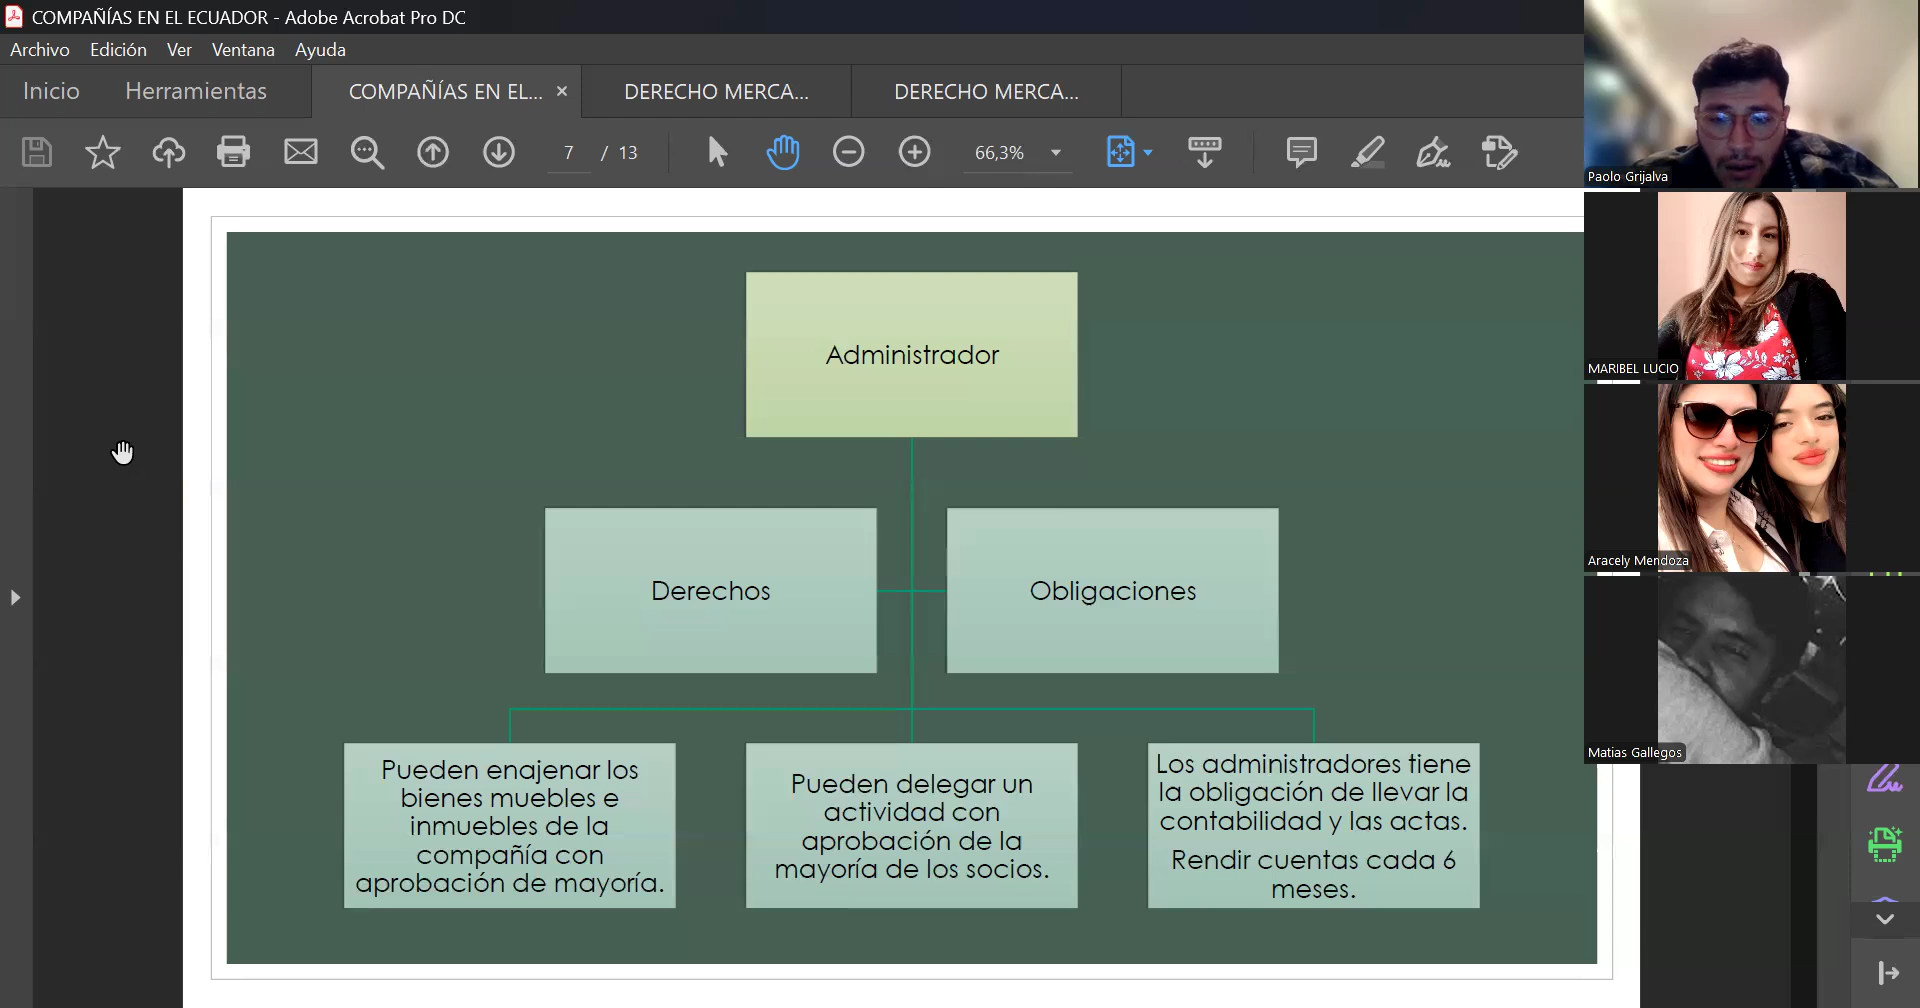 COMPAÑÍAS EN EL ECUADOR - Adobe Acrobat Pro DC
Archivo Edición Ver Ventana Ayuda
Inicio Herramientas COMPAÑÍAS EN EL... × DERECHO MERCA... DERECHO MERCA...
7 / 13 66,3%
Paolo Grijalva
MARIBEL LUCIO
Aracely Mendoza
Matias Gallegos
Administrador
Derechos
Obligaciones
Pueden enajenar los
bienes muebles e
inmuebles de la
compañía con
aprobación de mayoría.
Pueden delegar un
actividad con
aprobación de la
mayoría de los socios.
Los administradores tiene
la obligación de llevar la
contabilidad y las actas.
Rendir cuentas cada 6
meses.